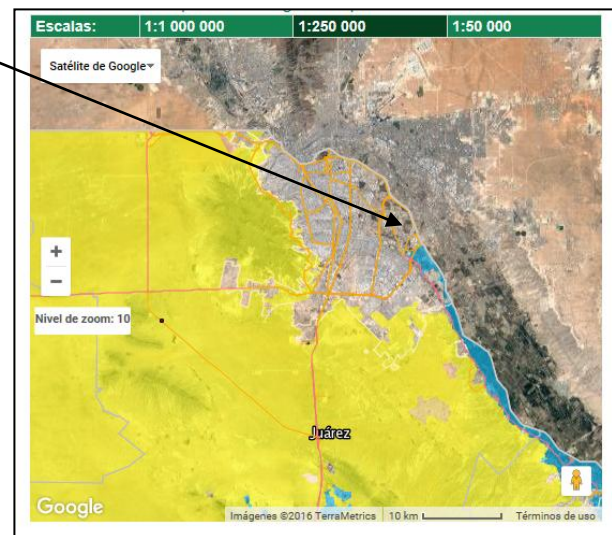 Escalas: 1:1 000 000 1:250 000 1:50 000
Satélite de Google
+
−
Nivel de zoom: 10
Juárez
Google
Imágenes ©2016 TerraMetrics 10 km Términos de uso